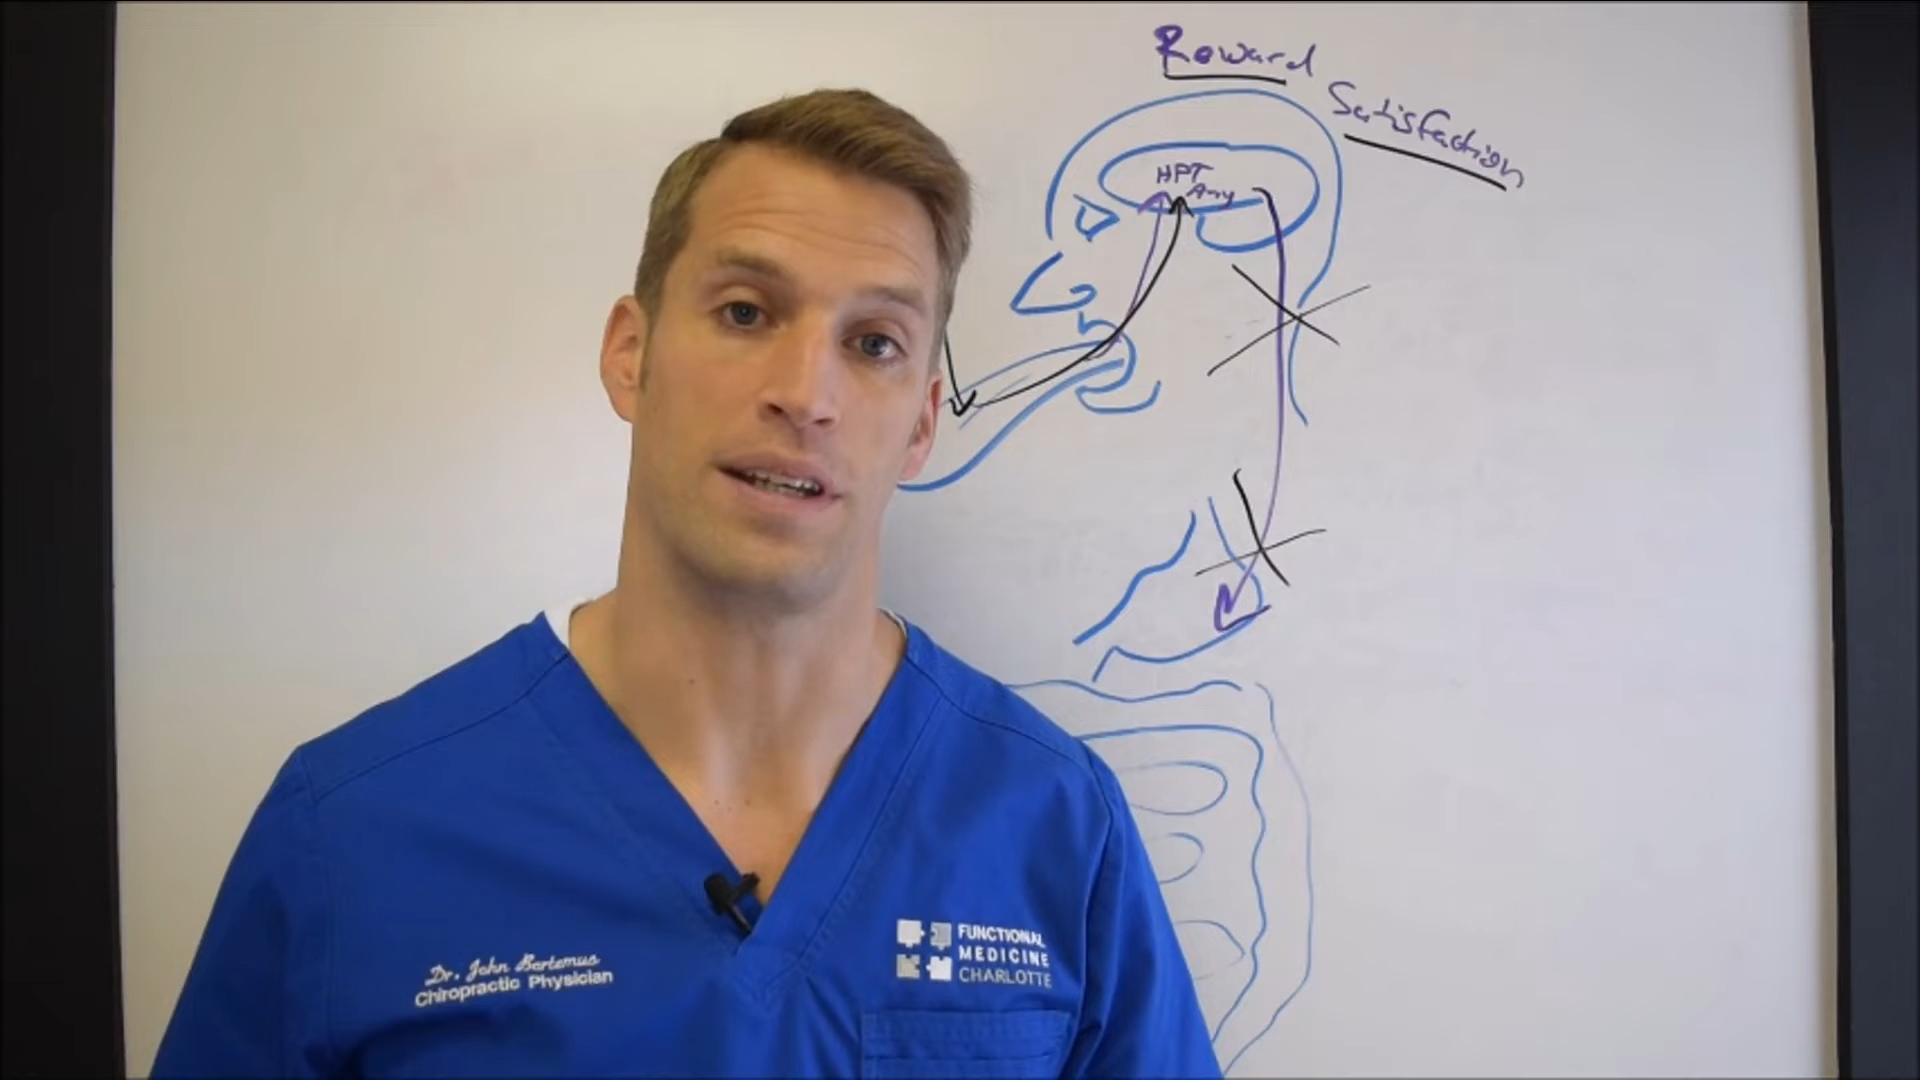 Reward
Satisfaction
HPT
Amy
Dr. John Bartemus
Chiropractic Physician
FUNCTIONAL
MEDICINE
CHARLOTTE